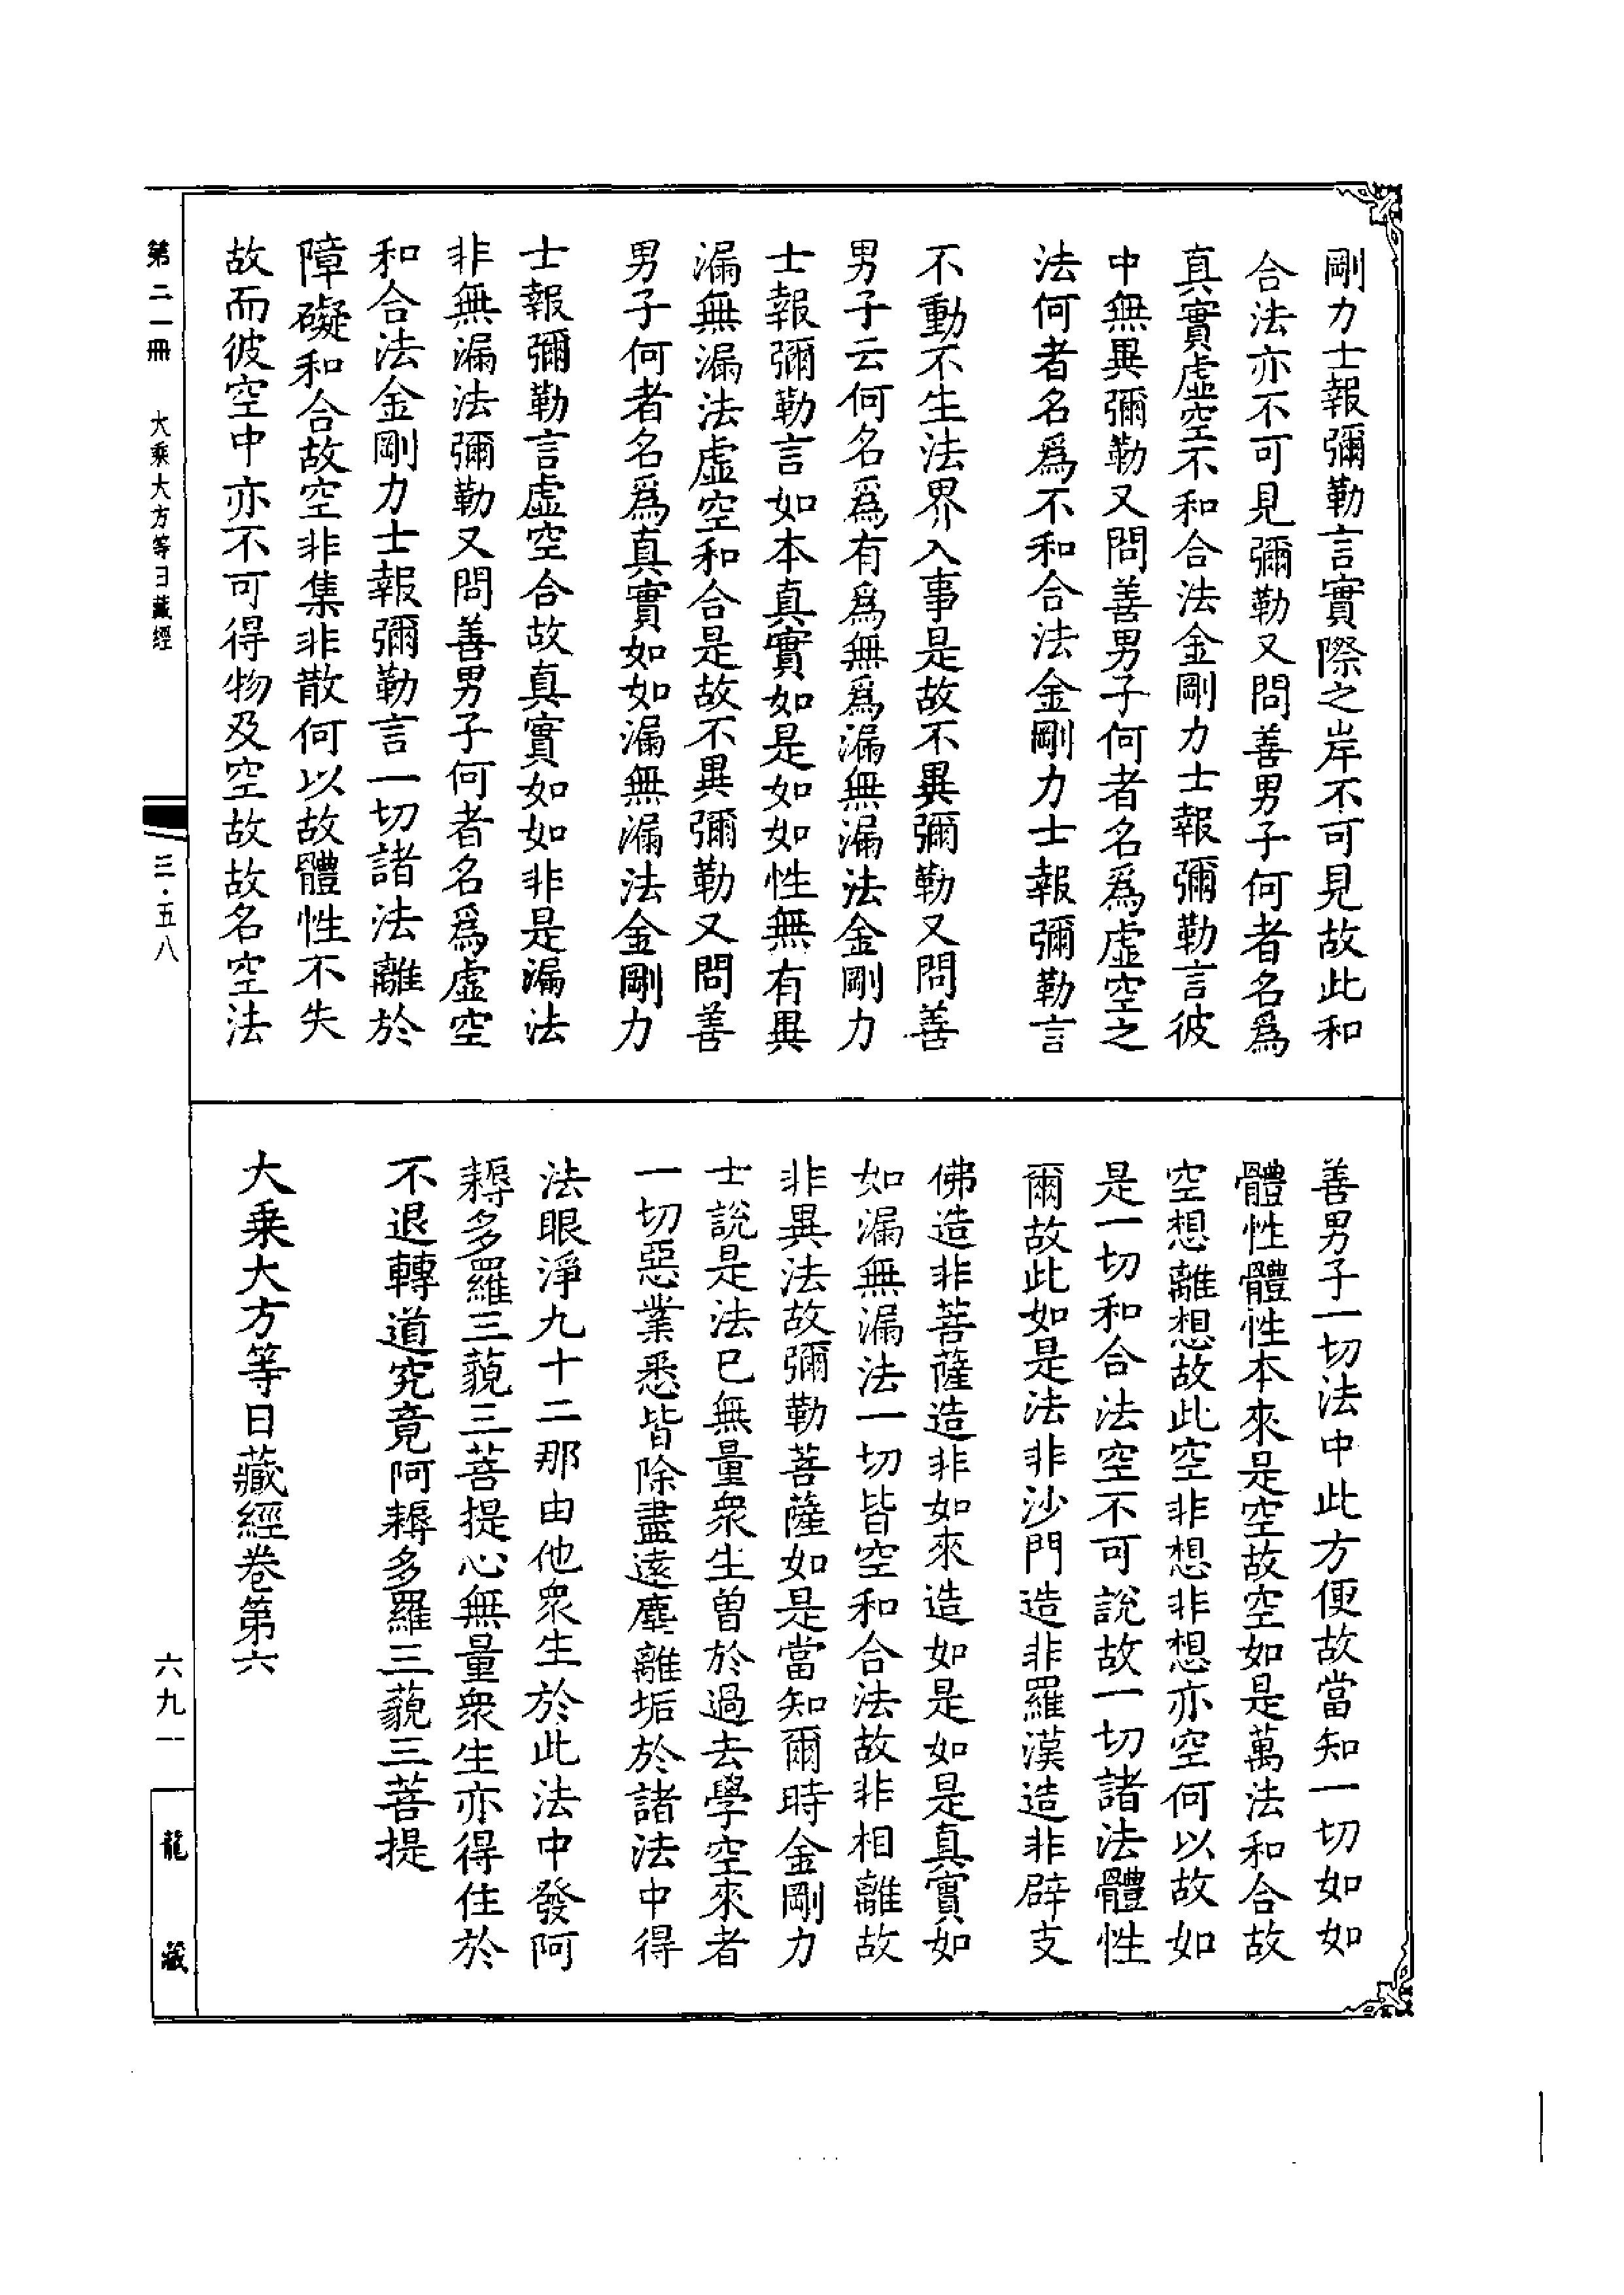 剛力士報彌勒言實際之岸不可見故此和
合法亦不可見彌勒又問善男子何者名爲
真實虛空不和合法金剛力士報彌勒言彼
中無異彌勒又問善男子何者名爲虛空之
法何者名爲不和合法金剛力士報彌勒言
不動不生法界入事是故不異彌勒又問善
男子云何名爲有爲無爲漏無漏法金剛力
士報彌勒言如本真實如是如如性無有異
漏無漏法虛空和合是故不異彌勒又問善
男子何者名爲真實如如漏無漏法金剛力
士報彌勒言虛空合故真實如如非是漏法
非無漏法彌勒又問善男子何者名爲虛空
和合法金剛力士報彌勒言一切諸法離於
障礙和合故空非集非散何以故體性不失
故而彼空中亦不可得物及空故故名空法
善男子一切法中此方便故當知一切如如
體性體性本來是空故空如是萬法和合故
空想離想故此空非想非想亦空何以故如
是一切和合法空不可說故一切諸法體性
爾故此如是法非沙門造非羅漢造非辟支
佛造非菩薩造非如來造如是如是真實如
如漏無漏法一切皆空和合法故非相離故
非異法故彌勒菩薩如是當知爾時金剛力
士說是法已無量衆生曾於過去學空來者
一切惡業悉皆除盡遠塵離垢於諸法中得
法眼淨九十二那由他衆生於此法中發阿
耨多羅三藐三菩提心無量衆生亦得住於
不退轉道究竟阿耨多羅三藐三菩提
大乘大方等日藏經卷第六
第二一冊 大乘大方等日藏經 三·五八
六九一
龍藏